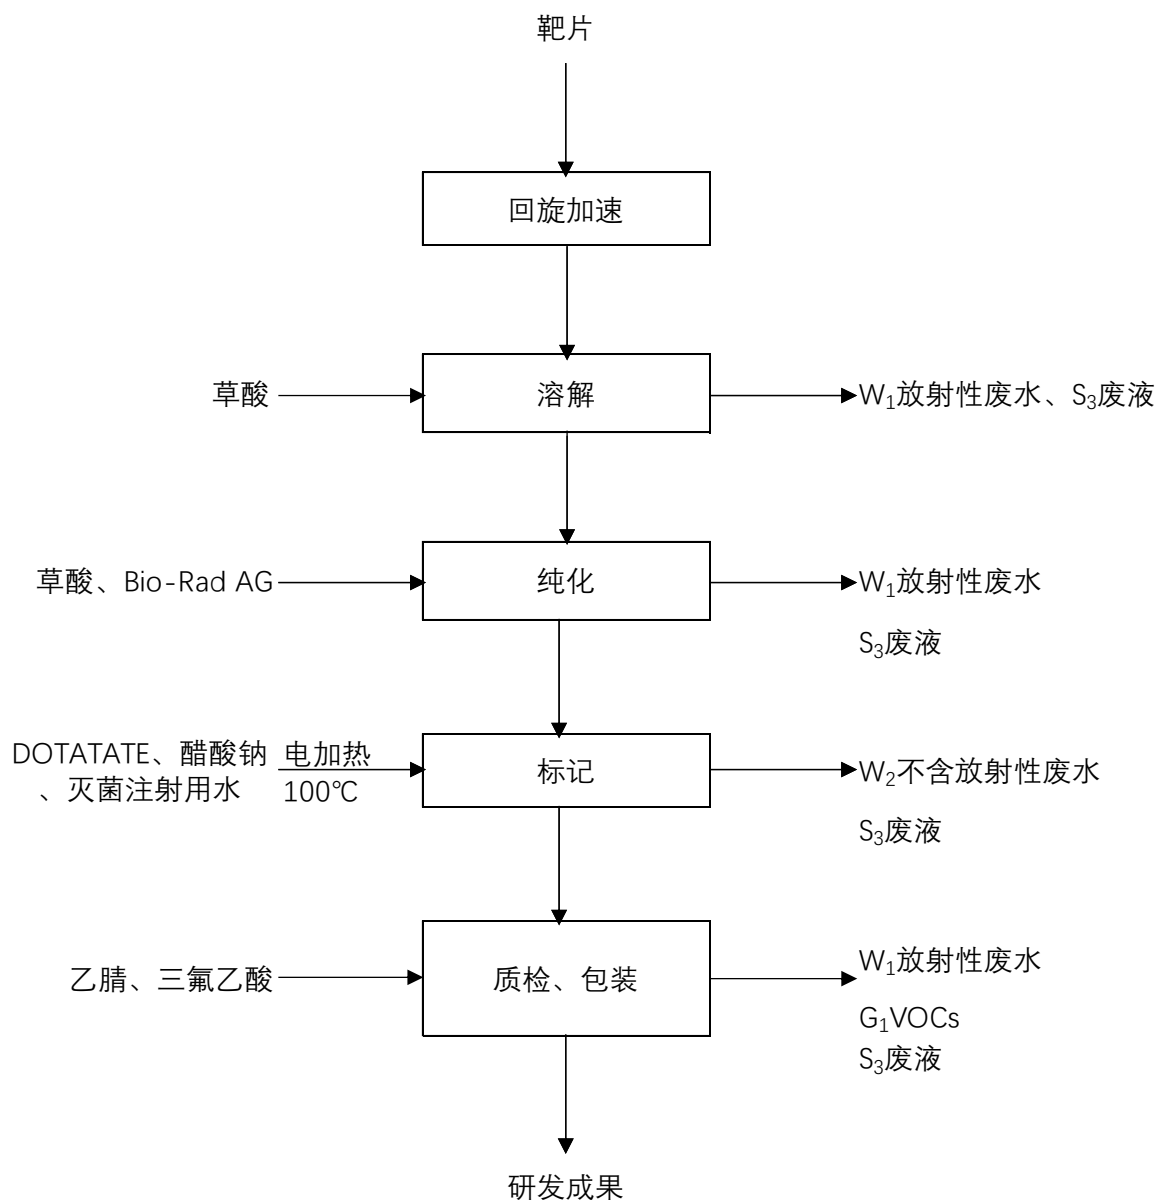 靶片
回旋加速
草酸
溶解
W₁放射性废水、S₃废液
草酸、Bio-Rad AG
纯化
W₁放射性废水
S₃废液
DOTATATE、醋酸钠
、灭菌注射用水
电加热
100℃
标记
W₂不含放射性废水
S₃废液
乙腈、三氟乙酸
质检、包装
W₁放射性废水
G₁VOCs
S₃废液
研发成果